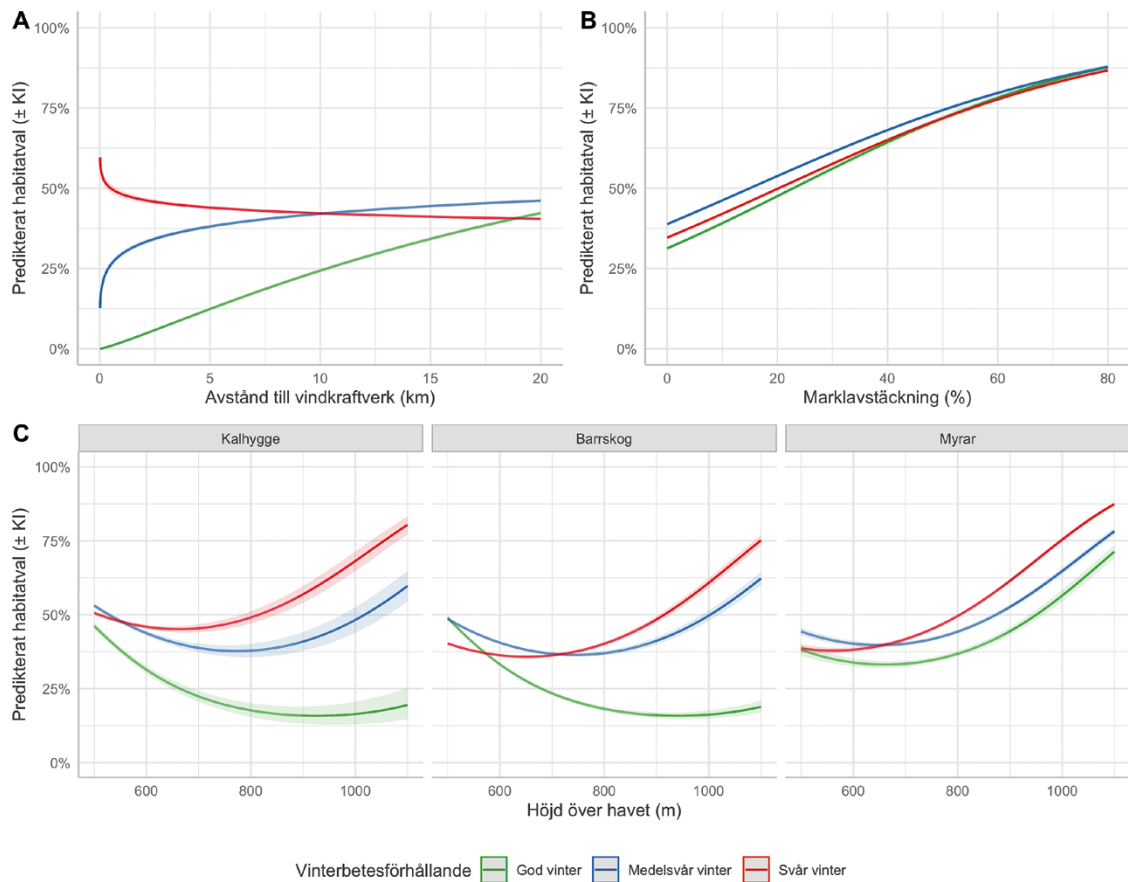 A
Predikterat habitatval (± KI)
100%
75%
50%
25%
0%
0 5 10 15 20
Avstånd till vindkraftverk (km)
B
Predikterat habitatval (± KI)
100%
75%
50%
25%
0%
0 20 40 60 80
Marklavstäckning (%)
C
Kalhygge Barrskog Myrar
Predikterat habitatval (± KI)
100%
75%
50%
25%
0%
600 800 1000 600 800 1000 600 800 1000
Höjd över havet (m)
Vinterbetesförhållande God vinter Medelsvår vinter Svår vinter